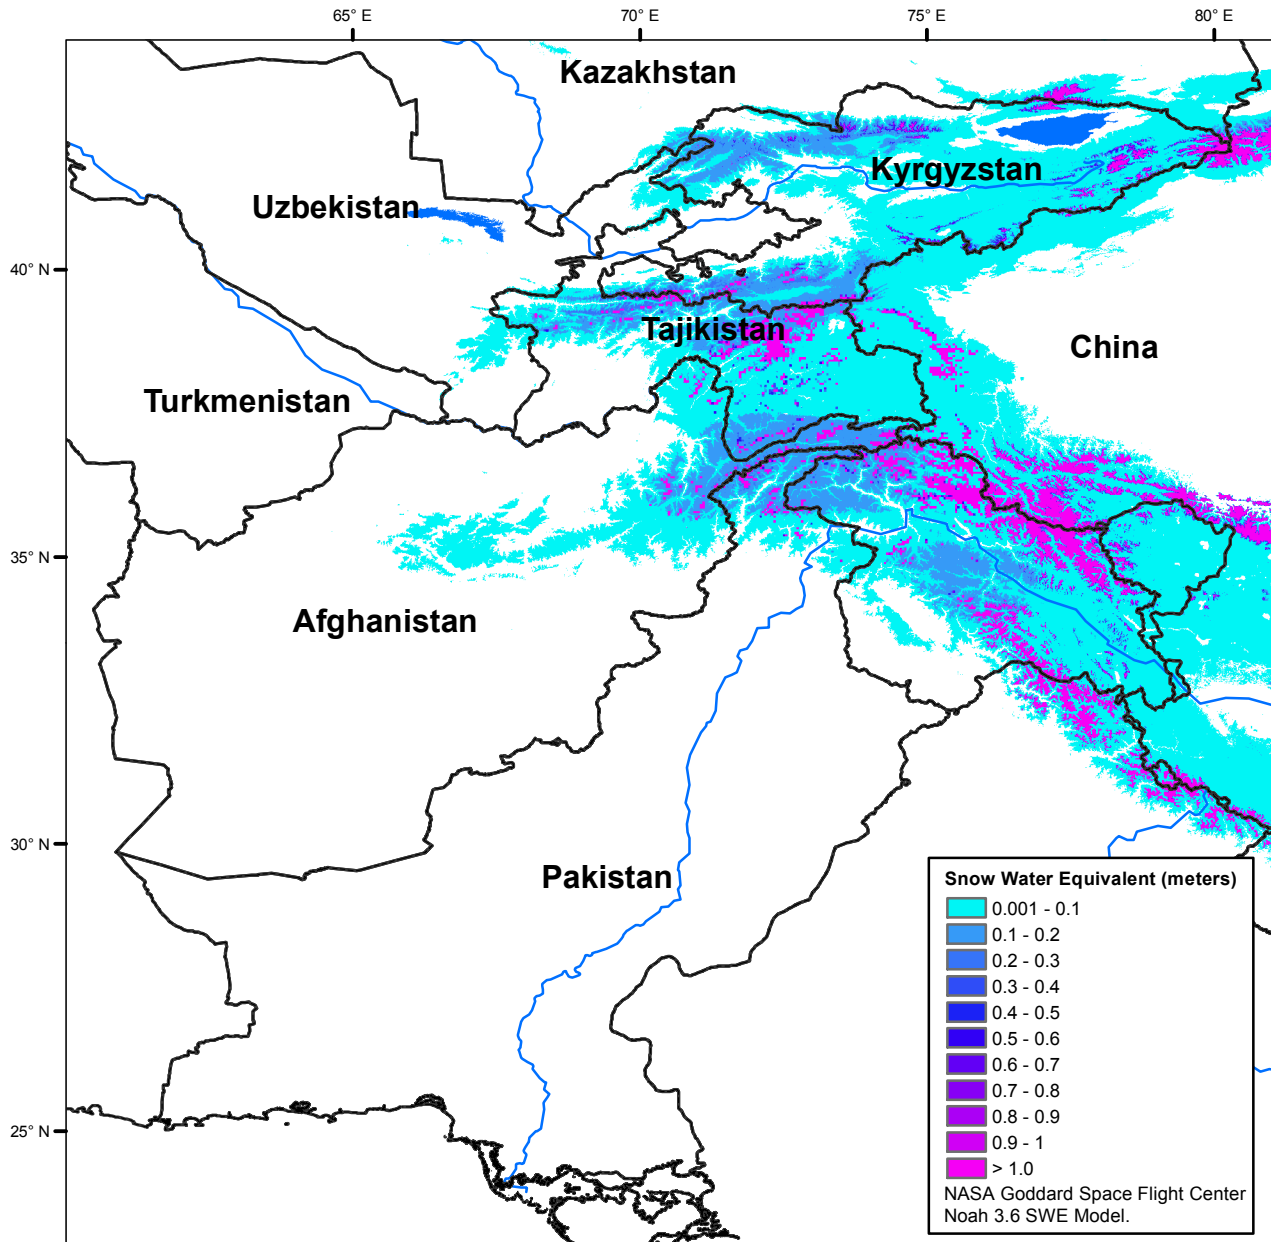 65° E
70° E
75° E
80° E
Kazakhstan
Kyrgyzstan
Uzbekistan
40° N
Tajikistan
China
Turkmenistan
35° N
Afghanistan
30° N
Pakistan
25° N
Snow Water Equivalent (meters)
0.001 - 0.1
0.1 - 0.2
0.2 - 0.3
0.3 - 0.4
0.4 - 0.5
0.5 - 0.6
0.6 - 0.7
0.7 - 0.8
0.8 - 0.9
0.9 - 1
> 1.0
NASA Goddard Space Flight Center
Noah 3.6 SWE Model.